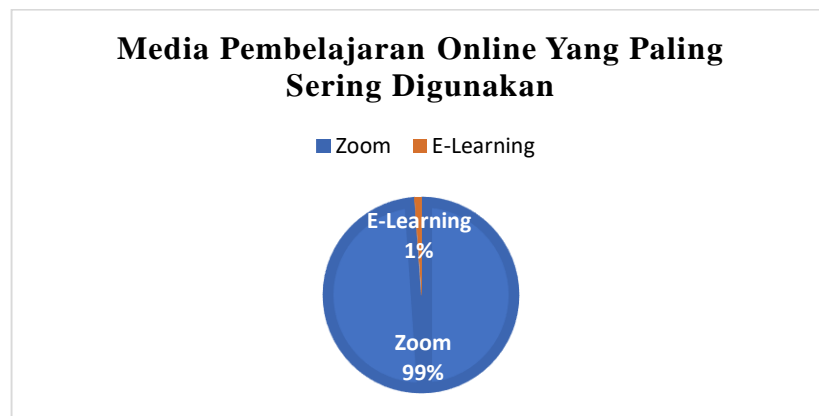 Media Pembelajaran Online Yang Paling
Sering Digunakan
Zoom E-Learning
E-Learning
1%
Zoom
99%